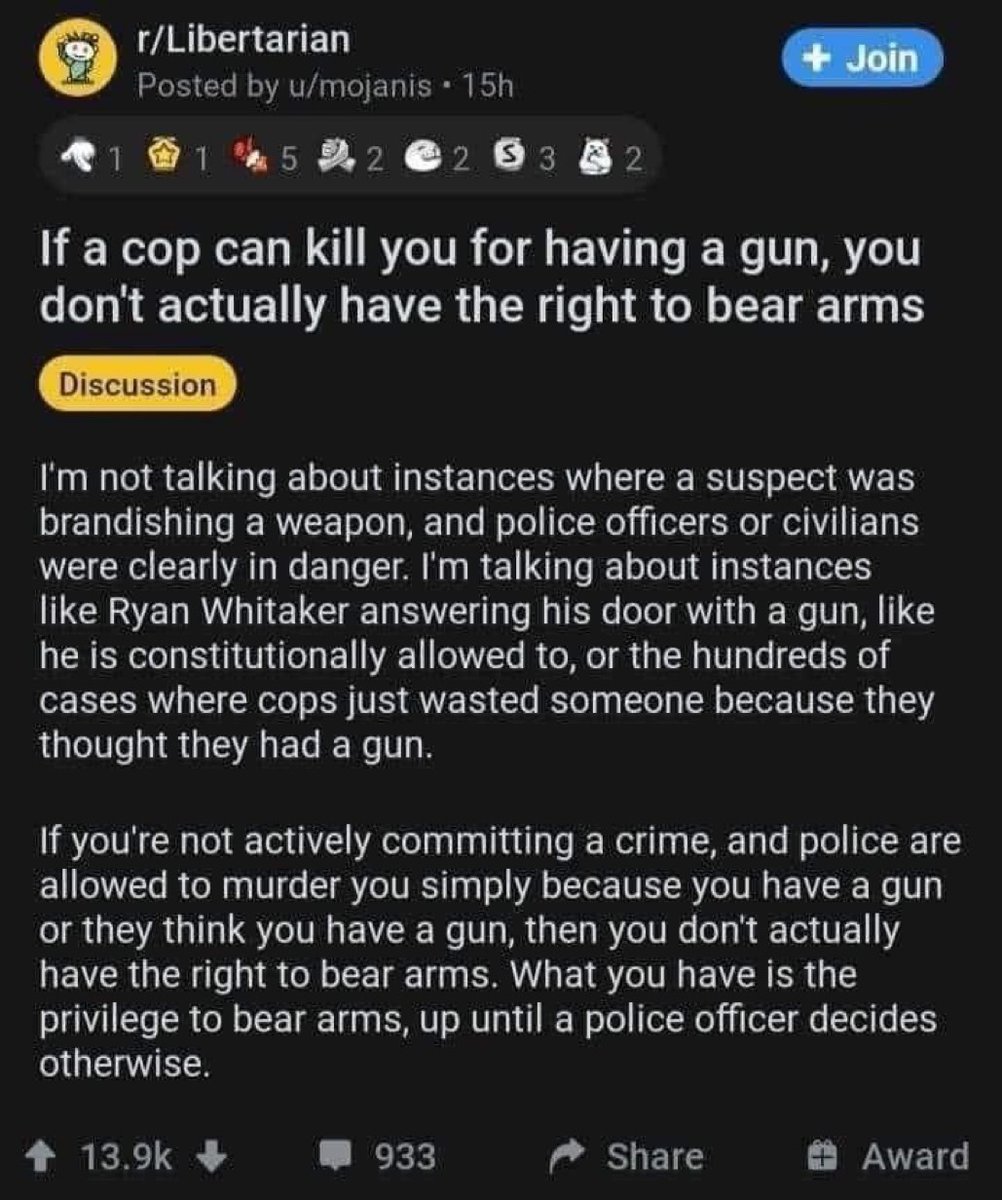 r/Libertarian
Posted by u/mojanis • 15h
+ Join
1 1 5 2 2 S 3 2
If a cop can kill you for having a gun, you
don't actually have the right to bear arms
Discussion
I'm not talking about instances where a suspect was
brandishing a weapon, and police officers or civilians
were clearly in danger. I'm talking about instances
like Ryan Whitaker answering his door with a gun, like
he is constitutionally allowed to, or the hundreds of
cases where cops just wasted someone because they
thought they had a gun.
If you're not actively committing a crime, and police are
allowed to murder you simply because you have a gun
or they think you have a gun, then you don't actually
have the right to bear arms. What you have is the
privilege to bear arms, up until a police officer decides
otherwise.
13.9k 933 Share Award